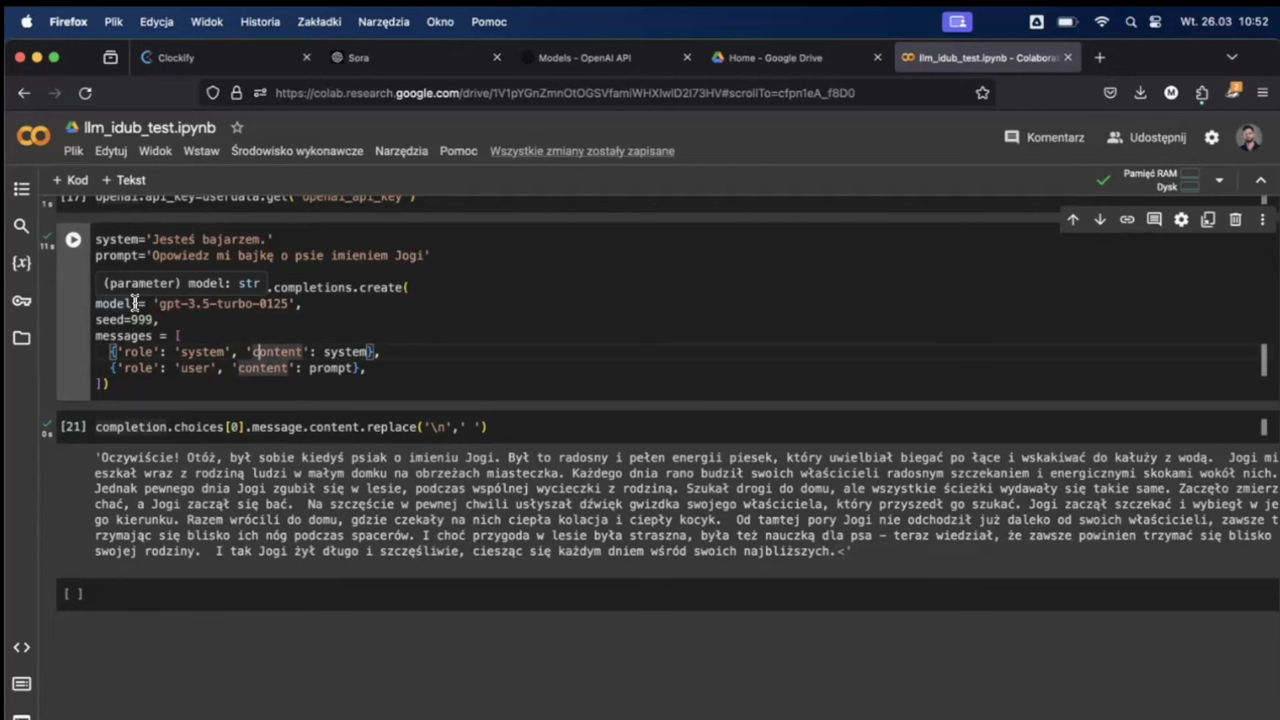 Firefox Plik Edycja Widok Historia Zakładki Narzędzia Okno Pomoc Wt. 26.03 10:52
Clockify Sora Models - OpenAI API Home - Google Drive llm_idub_test.ipynb - Colabora
https://colab.research.google.com/drive/1V1pYGnZmnOtOGSVfamiWHXlwlD2l73HV#scrollTo=cfpn1eA_f8D0
llm_idub_test.ipynb
Komentarz Udostępnij
Plik Edytuj Widok Wstaw Środowisko wykonawcze Narzędzia Pomoc Wszystkie zmiany zostały zapisane
+ Kod + Tekst
Pamięć RAM
Dysk
[17] openai.api_key=userdata.get('openai_api_key')
1s
11s
system='Jesteś bajarzem.'
prompt='Opowiedz mi bajkę o psie imieniem Jogi'
(parameter) model: str
.completions.create(
model= 'gpt-3.5-turbo-0125',
seed=999,
messages = [
{'role': 'system', 'content': system},
{'role': 'user', 'content': prompt},
])
[21] completion.choices[0].message.content.replace('\n',' ')
0s
'Oczywiście! Otóż, był sobie kiedyś psiak o imieniu Jogi. Był to radosny i pełen energii piesek, który uwielbiał biegać po łące i wskakiwać do kałuży z wodą.  Jogi mi
eszkał wraz z rodziną ludzi w małym domku na obrzeżach miasteczka. Każdego dnia rano budził swoich właścicieli radosnym szczekaniem i energicznymi skokami wokół nich.
Jednak pewnego dnia Jogi zgubił się w lesie, podczas wspólnej wycieczki z rodziną. Szukał drogi do domu, ale wszystkie ścieżki wydawały się takie same. Zaczęło zmierz
chać, a Jogi zaczął się bać.  Na szczęście w pewnej chwili usłyszał dźwięk gwizdka swojego właściciela, który przyszedł go szukać. Jogi zaczął szczekać i wybiegł w je
go kierunku. Razem wrócili do domu, gdzie czekały na nich ciepła kolacja i ciepły kocyk.  Od tamtej pory Jogi nie odchodził już daleko od swoich właścicieli, zawsze t
rzymając się blisko ich nóg podczas spacerów. I choć przygoda w lesie była straszna, była też nauczką dla psa – teraz wiedział, że zawsze powinien trzymać się blisko
swojej rodziny.  I tak Jogi żył długo i szczęśliwie, ciesząc się każdym dniem wśród swoich najbliższych.<'
[ ]